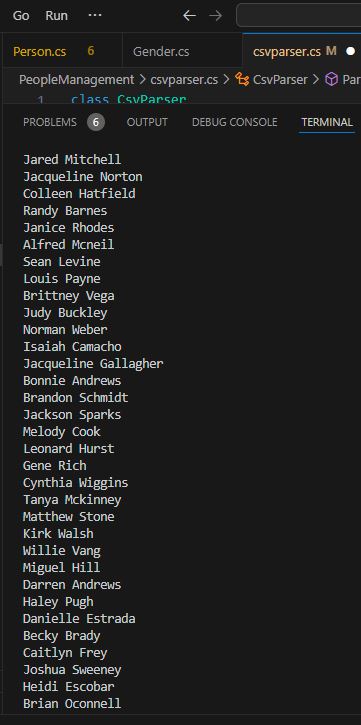 Go Run ... ← →
Person.cs 6 Gender.cs csvparser.cs M ●
PeopleManagement > csvparser.cs > CsvParser > Par
1 class CsvParser
PROBLEMS 6 OUTPUT DEBUG CONSOLE TERMINAL
Jared Mitchell
Jacqueline Norton
Colleen Hatfield
Randy Barnes
Janice Rhodes
Alfred Mcneil
Sean Levine
Louis Payne
Brittney Vega
Judy Buckley
Norman Weber
Isaiah Camacho
Jacqueline Gallagher
Bonnie Andrews
Brandon Schmidt
Jackson Sparks
Melody Cook
Leonard Hurst
Gene Rich
Cynthia Wiggins
Tanya Mckinney
Matthew Stone
Kirk Walsh
Willie Vang
Miguel Hill
Darren Andrews
Haley Pugh
Danielle Estrada
Becky Brady
Caitlyn Frey
Joshua Sweeney
Heidi Escobar
Brian Oconnell